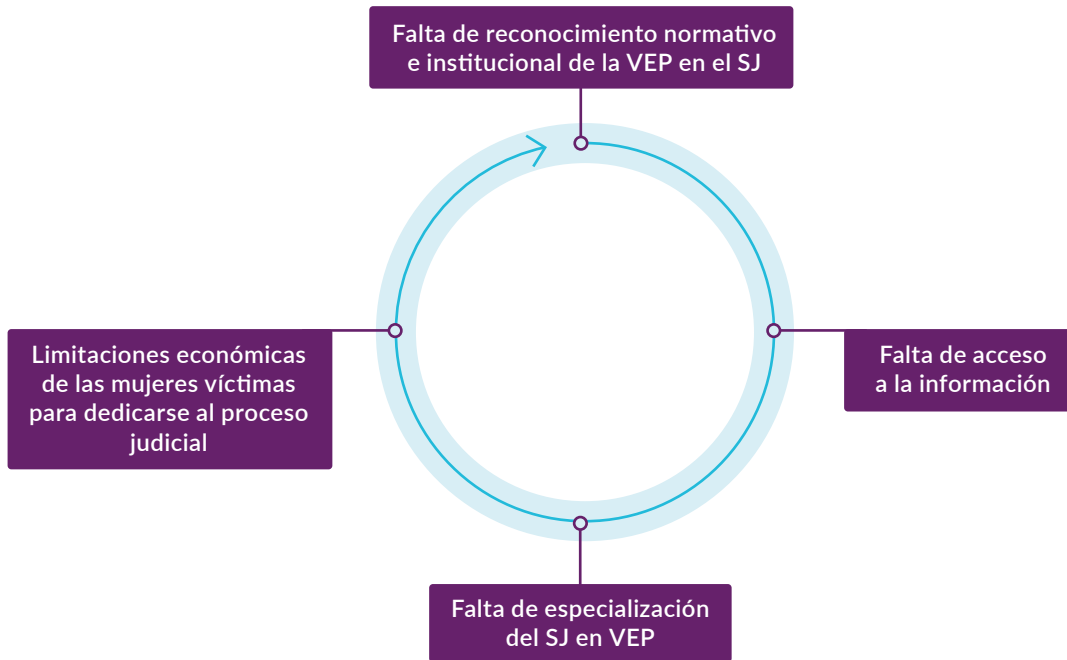 Falta de reconocimiento normativo
e institucional de la VEP en el SJ
Falta de acceso
a la información
Falta de especialización
del SJ en VEP
Limitaciones económicas
de las mujeres víctimas
para dedicarse al proceso
judicial